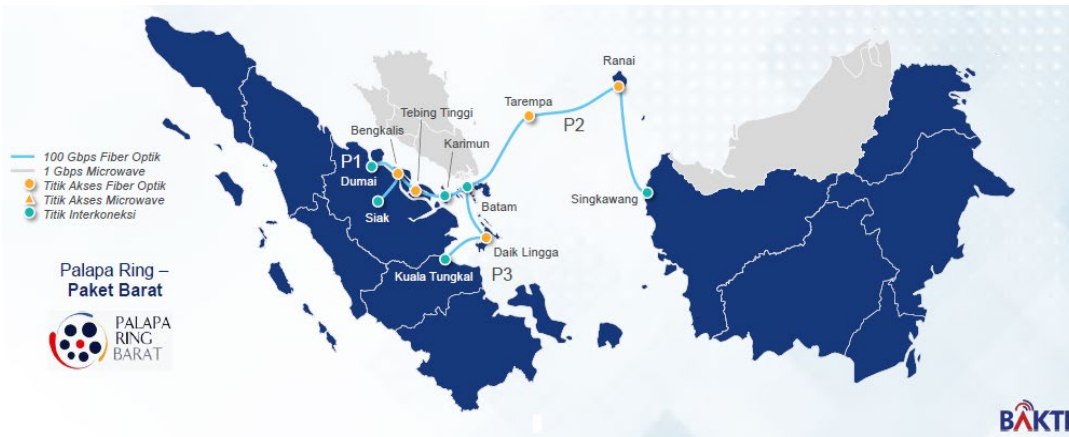 Ranai
Tarempa
P2
Tebing Tinggi
Bengkalis
Karimun
P1
Dumai
Siak
Batam
Singkawang
Daik Lingga
Kuala Tungkal
P3
100 Gbps Fiber Optik
1 Gbps Microwave
Titik Akses Fiber Optik
Titik Akses Microwave
Titik Interkoneksi
Palapa Ring –
Paket Barat
PALAPA
RING
BARAT
BAKTI